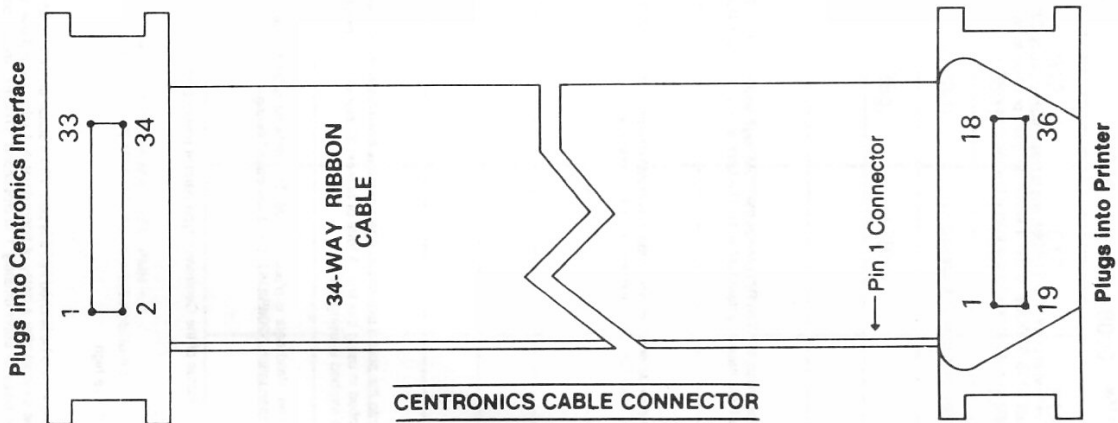 Plugs into Centronics Interface
33
34
1
2
34-WAY RIBBON
CABLE
Pin 1 Connector
18
36
1
19
Plugs into Printer
CENTRONICS CABLE CONNECTOR